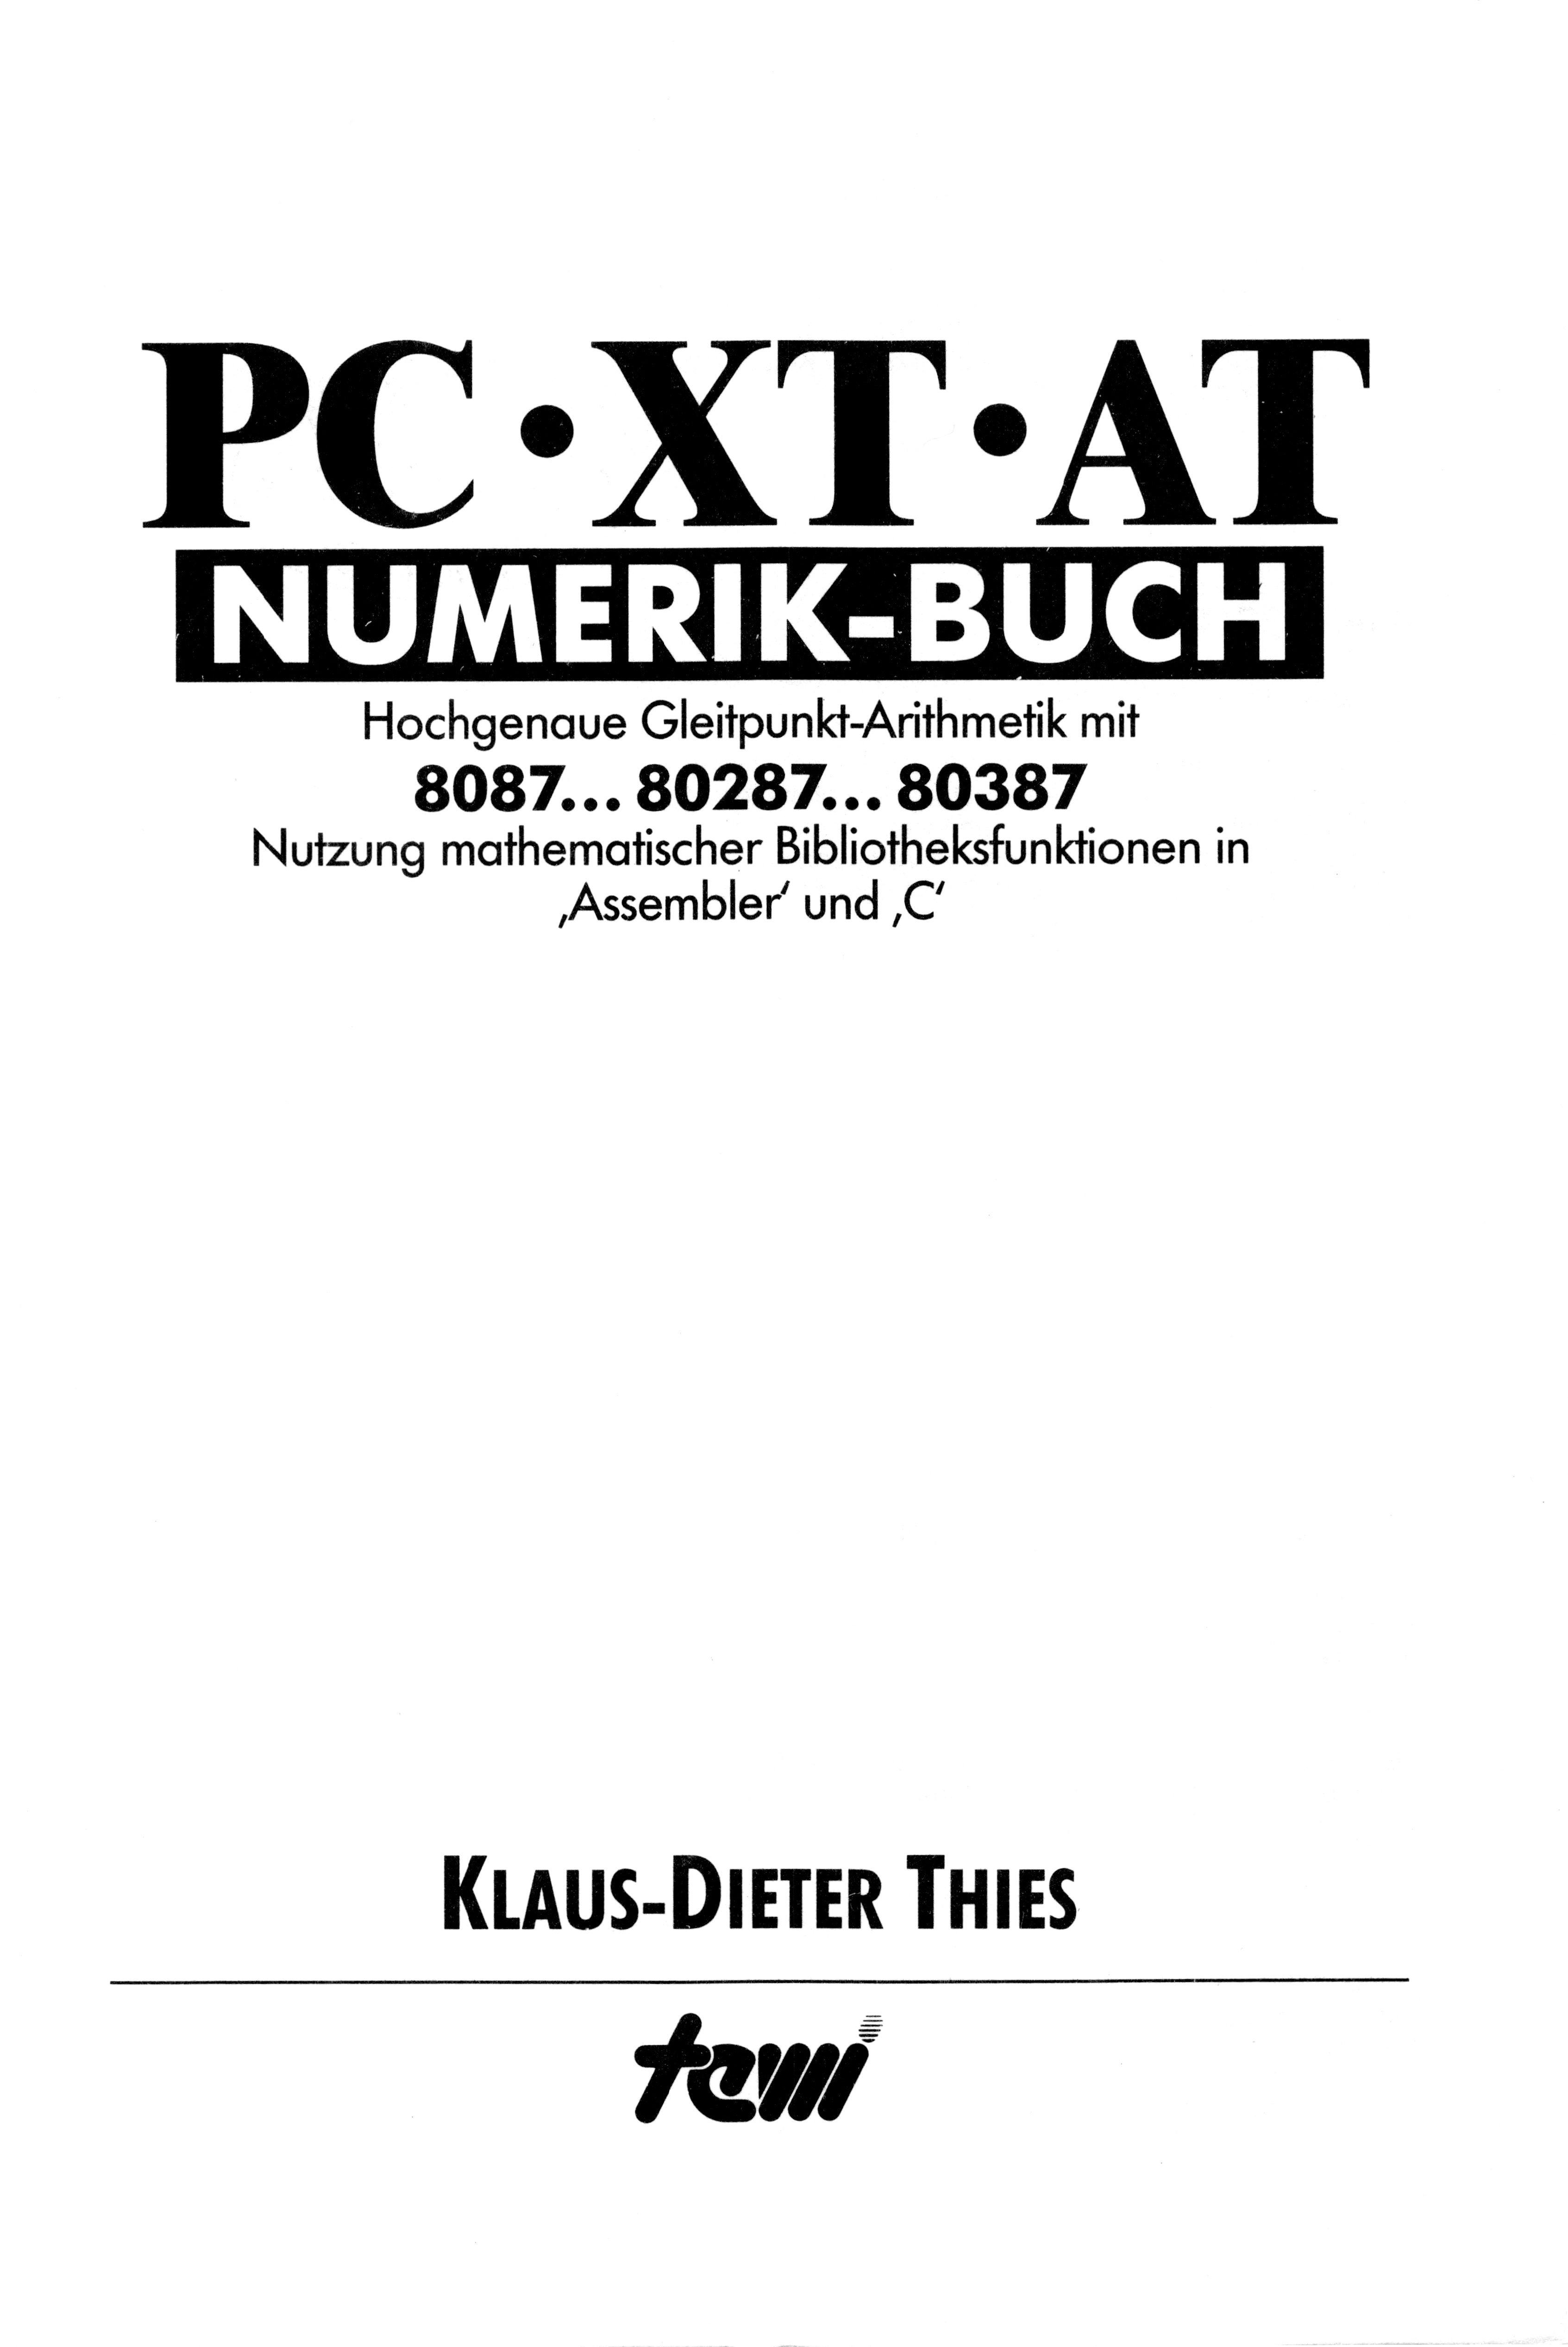 PC·XT·AT
NUMERIK-BUCH
Hochgenaue Gleitpunkt-Arithmetik mit
8087... 80287... 80387
Nutzung mathematischer Bibliotheksfunktionen in
‚Assembler‘ und ‚C‘
KLAUS-DIETER THIES
tewi